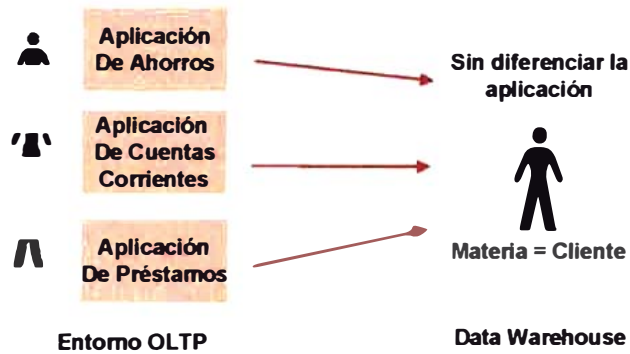 Aplicación
De Ahorros
Sin diferenciar la
aplicación
Aplicación
De Cuentas
Corrientes
Aplicación
De Préstamos
Materia = Cliente
Entorno OLTP
Data Warehouse